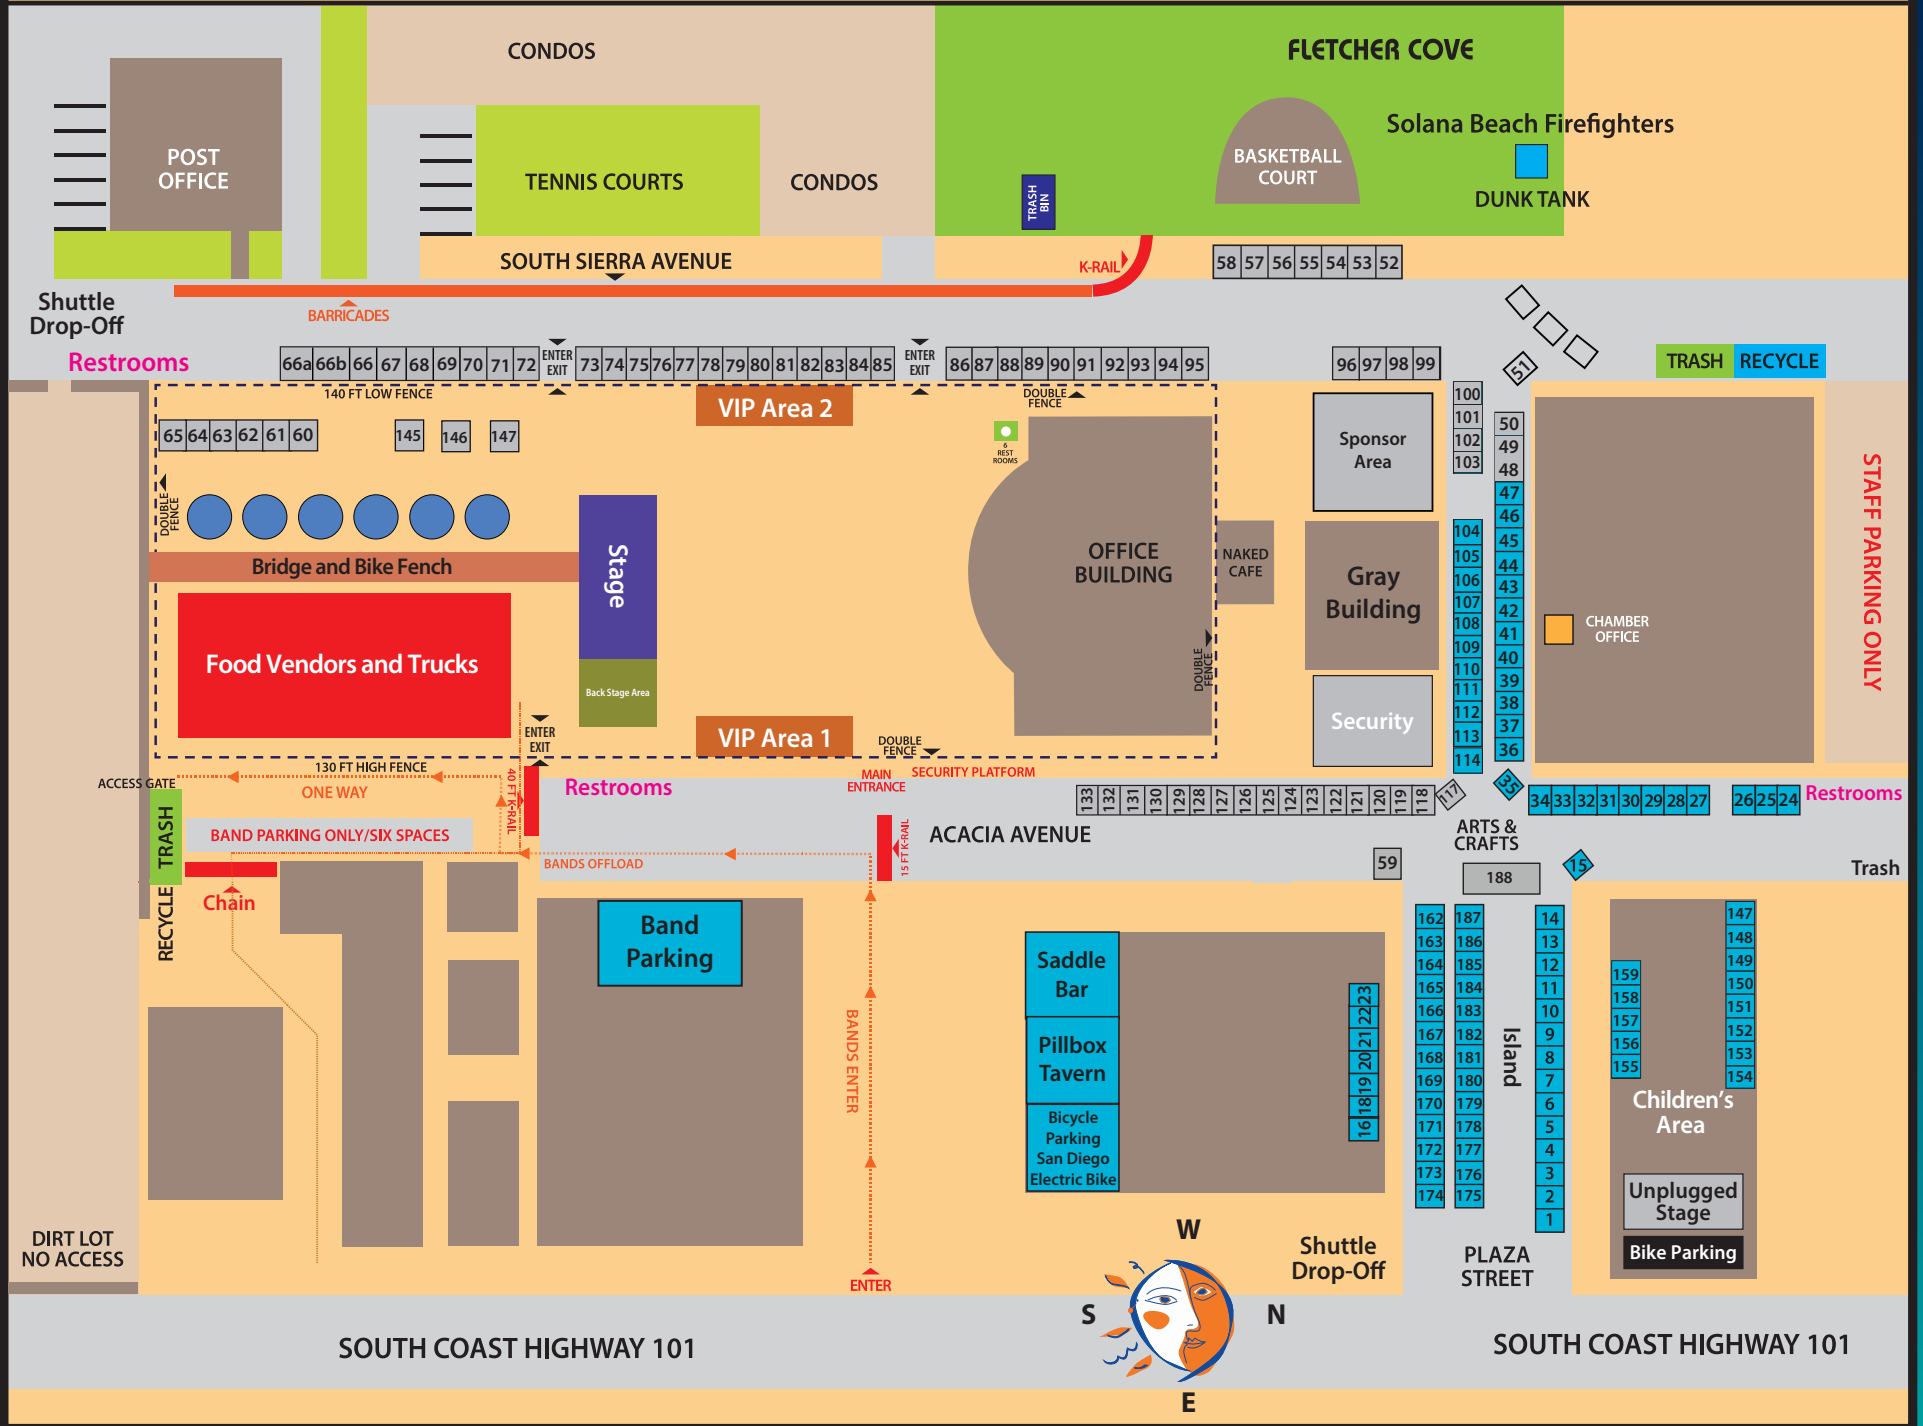 CONDOS
FLETCHER COVE
Solana Beach Firefighters
DUNK TANK
POST
OFFICE
TENNIS COURTS
CONDOS
TRASH
BIN
BASKETBALL
COURT
SOUTH SIERRA AVENUE
K-RAIL
58 57 56 55 54 53 52
Shuttle
Drop-Off
BARRICADES
Restrooms
66a 66b 66 67 68 69 70 71 72
ENTER
EXIT
73 74 75 76 77 78 79 80 81 82 83 84 85
ENTER
EXIT
86 87 88 89 90 91 92 93 94 95
96 97 98 99
51
TRASH RECYCLE
140 FT LOW FENCE
VIP Area 2
DOUBLE
FENCE
65 64 63 62 61 60
145 146 147
6
REST
ROOMS
Sponsor
Area
100
101
102
103
50
49
48
47
46
45
44
43
42
41
40
39
38
37
36
DOUBLE
FENCE
Bridge and Bike Fench
Stage
Back Stage Area
Food Vendors and Trucks
OFFICE
BUILDING
NAKED
CAFE
DOUBLE
FENCE
Gray
Building
Security
104
105
106
107
108
109
110
111
112
113
114
CHAMBER
OFFICE
STAFF PARKING ONLY
ENTER
EXIT
VIP Area 1
DOUBLE
FENCE
130 FT HIGH FENCE
ACCESS GATE
ONE WAY
40 FT K-RAIL
Restrooms
MAIN
ENTRANCE
SECURITY PLATFORM
133 132 131 130 129 128 127 126 125 124 123 122 121 120 119 118
117
35
34 33 32 31 30 29 28 27
26 25 24
Restrooms
TRASH
RECYCLE
BAND PARKING ONLY/SIX SPACES
BANDS OFFLOAD
15 FT K-RAIL
ACACIA AVENUE
ARTS &
CRAFTS
59
188
15
Trash
Chain
Band
Parking
BANDS ENTER
ENTER
Saddle
Bar
Pillbox
Tavern
Bicycle
Parking
San Diego
Electric Bike
23
22
21
20
19
18
16
162 187
163 186
164 185
165 184
166 183
167 182
168 181
169 180
170 179
171 178
172 177
173 176
174 175
Island
14
13
12
11
10
9
8
7
6
5
4
3
2
1
159
158
157
156
155
147
148
149
150
151
152
153
154
Children's
Area
Unplugged
Stage
Bike Parking
DIRT LOT
NO ACCESS
Shuttle
Drop-Off
PLAZA
STREET
W
S
N
E
SOUTH COAST HIGHWAY 101
SOUTH COAST HIGHWAY 101